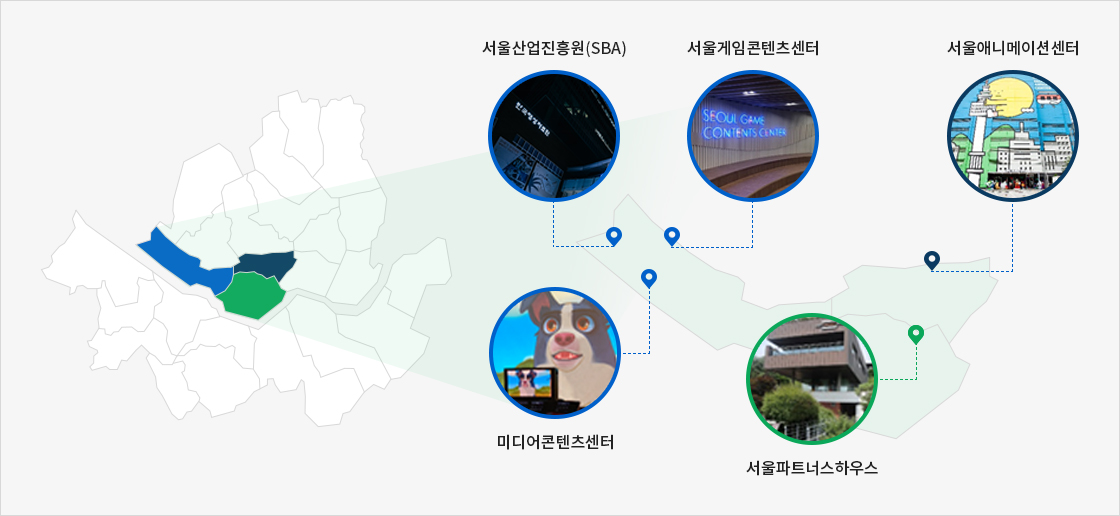 서울산업진흥원(SBA)
서울게임콘텐츠센터
서울애니메이션센터
SEOUL GAME
CONTENTS CENTER
미디어콘텐츠센터
서울파트너스하우스